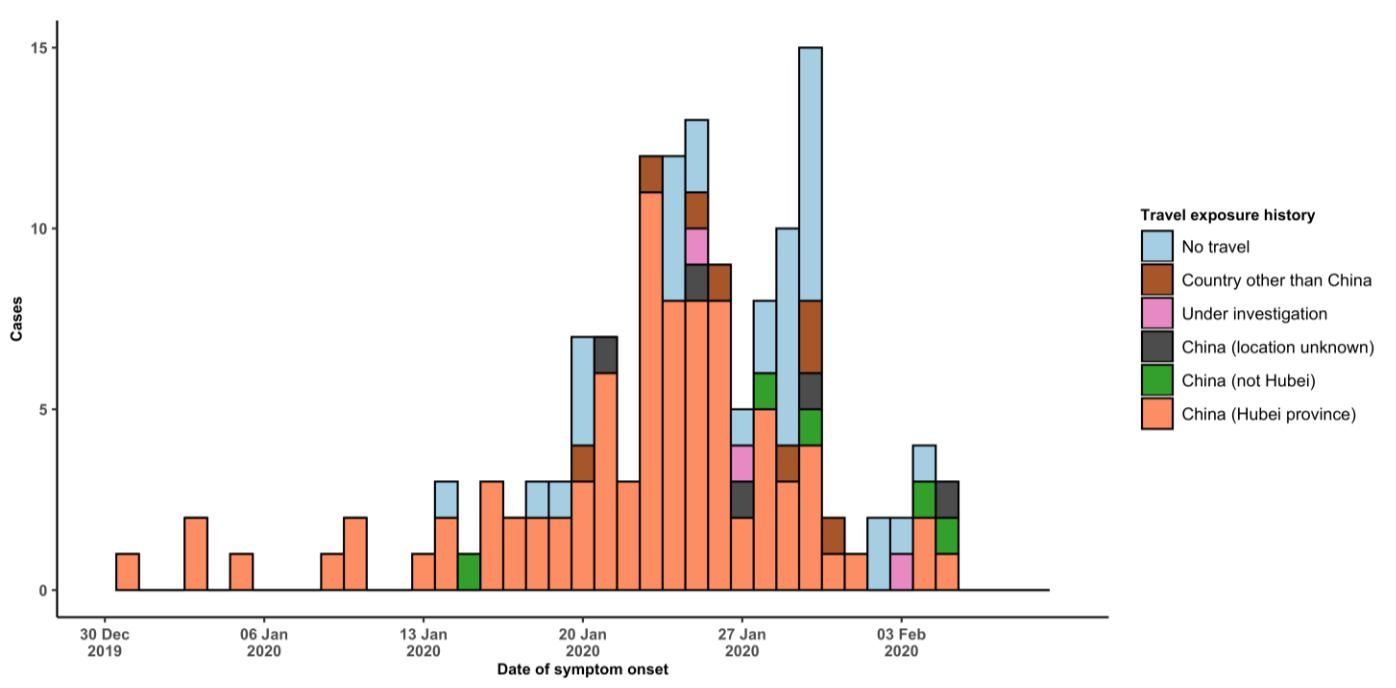 15
10
5
0
Cases
30 Dec
2019
06 Jan
2020
13 Jan
2020
20 Jan
2020
27 Jan
2020
03 Feb
2020
Date of symptom onset
Travel exposure history
No travel
Country other than China
Under investigation
China (location unknown)
China (not Hubei)
China (Hubei province)